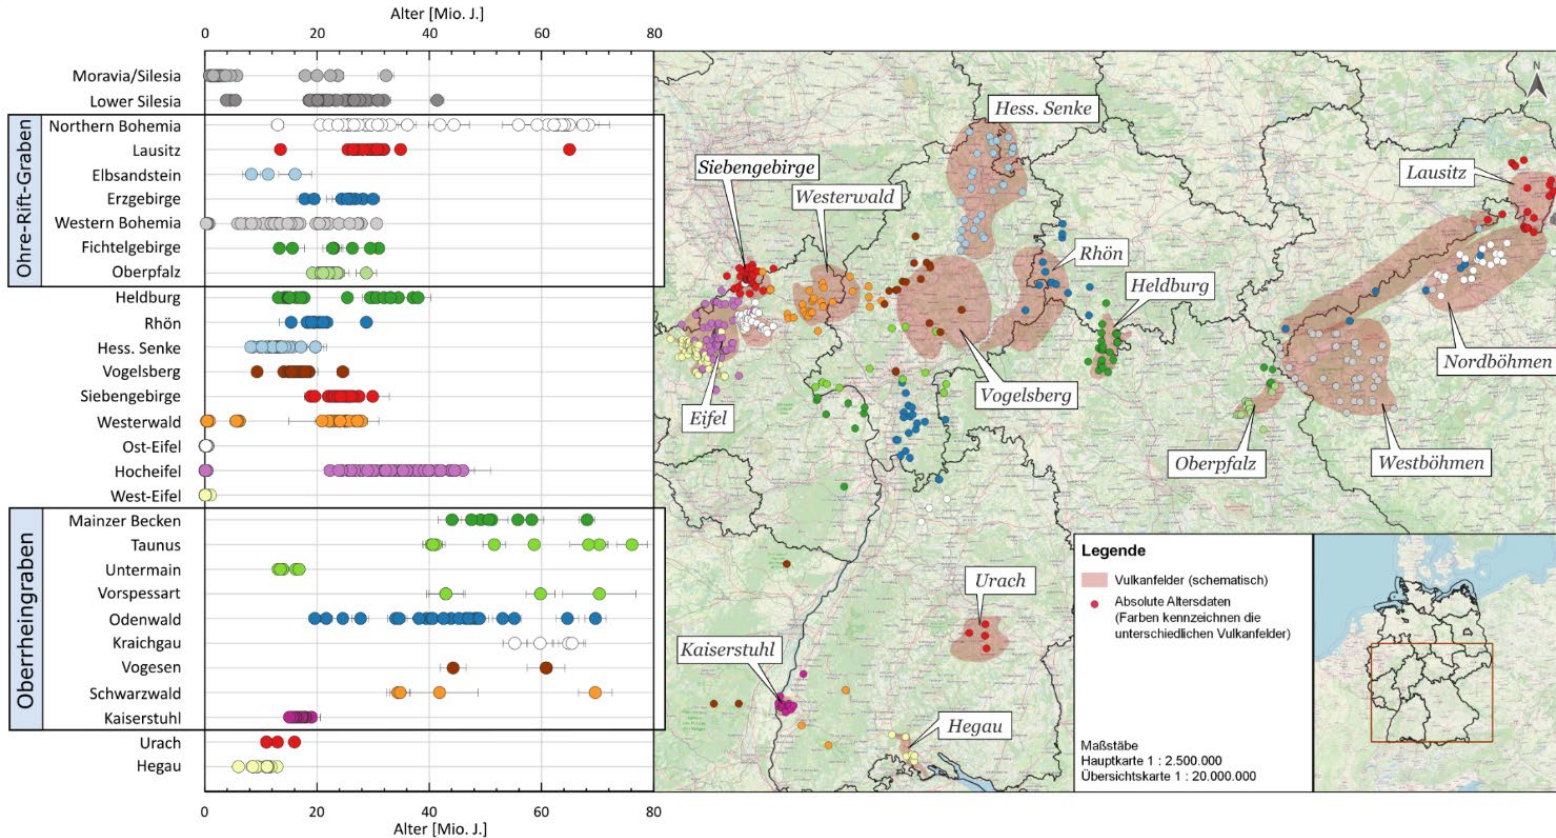 Alter [Mio. J.]
0 20 40 60 80
Moravia/Silesia
Lower Silesia
Ohre-Rift-Graben
Northern Bohemia
Lausitz
Elbsandstein
Erzgebirge
Western Bohemia
Fichtelgebirge
Oberpfalz
Heldburg
Rhön
Hess. Senke
Vogelsberg
Siebengebirge
Westerwald
Ost-Eifel
Hocheifel
West-Eifel
Oberrheingraben
Mainzer Becken
Taunus
Untermain
Vorspessart
Odenwald
Kraichgau
Vogesen
Schwarzwald
Kaiserstuhl
Urach
Hegau
0 20 40 60 80
Alter [Mio. J.]
N
Hess. Senke
Siebengebirge
Westerwald
Lausitz
Rhön
Heldburg
Nordböhmen
Vogelsberg
Eifel
Oberpfalz
Westböhmen
Urach
Kaiserstuhl
Hegau
Legende
Vulkanfelder (schematisch)
Absolute Altersdaten
(Farben kennzeichnen die
unterschiedlichen Vulkanfelder)
Maßstäbe
Hauptkarte 1 : 2.500.000
Übersichtskarte 1 : 20.000.000